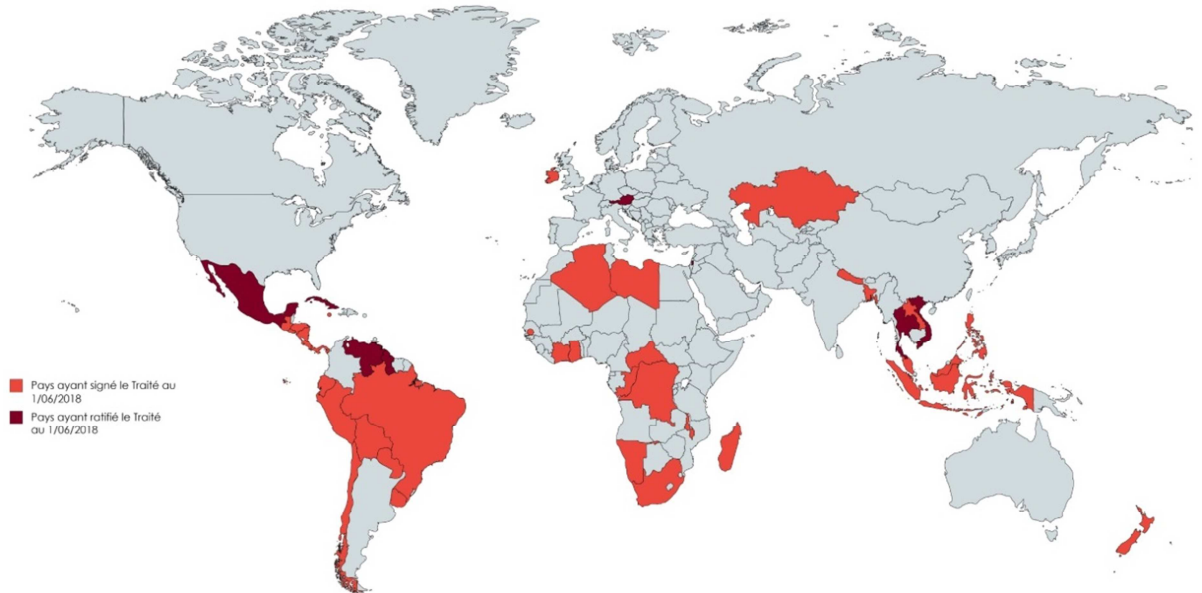 Pays ayant signé le Traité au
1/06/2018
Pays ayant ratifié le Traité
au 1/06/2018